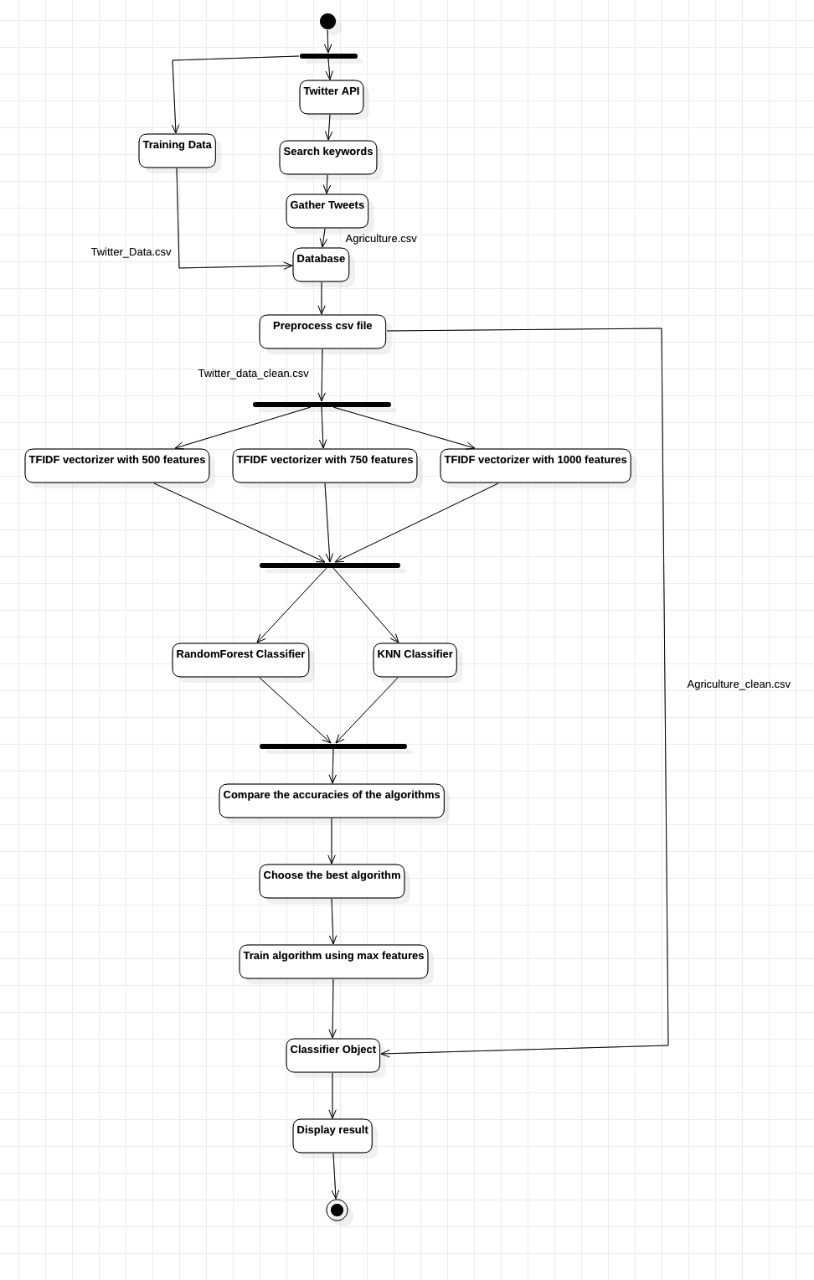 Twitter API
Training Data
Search keywords
Gather Tweets
Agriculture.csv
Twitter_Data.csv
Database
Preprocess csv file
Twitter_data_clean.csv
TFIDF vectorizer with 500 features
TFIDF vectorizer with 750 features
TFIDF vectorizer with 1000 features
RandomForest Classifier
KNN Classifier
Agriculture_clean.csv
Compare the accuracies of the algorithms
Choose the best algorithm
Train algorithm using max features
Classifier Object
Display result